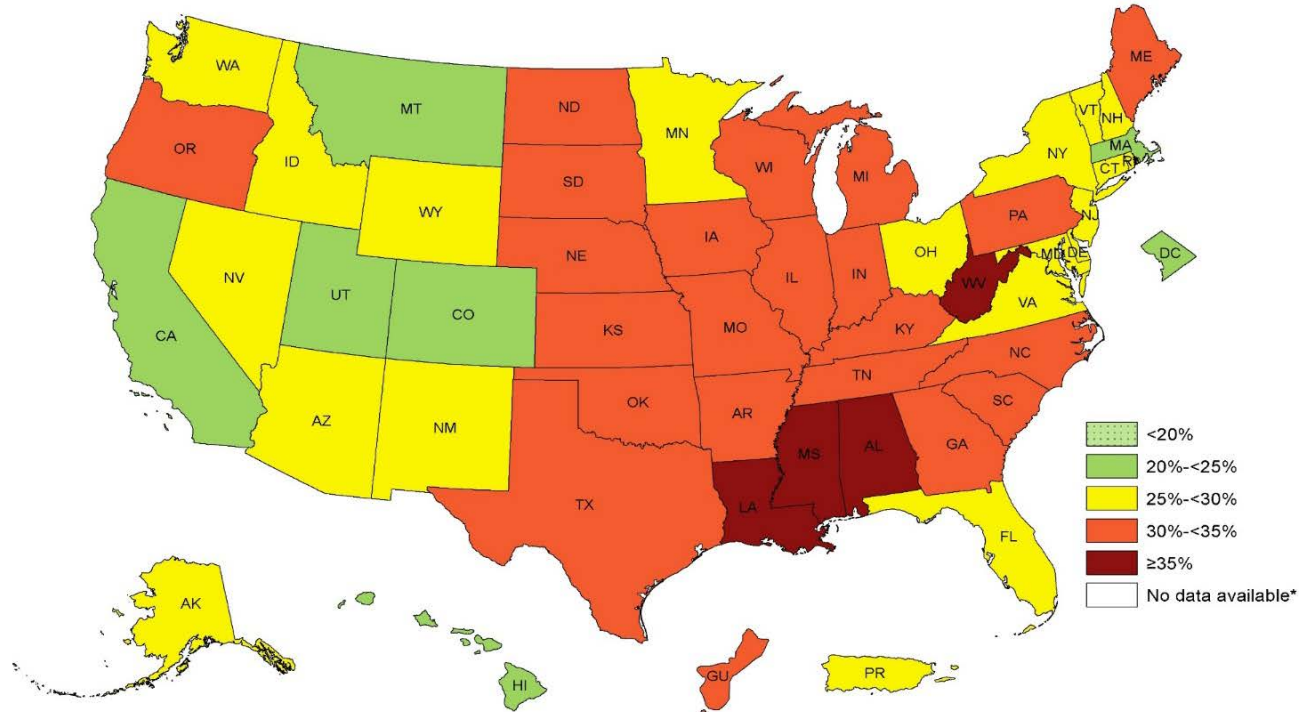 WA
MT
ND
MN
ME
OR
ID
WY
SD
WI
MI
VT
NH
NY
MA
CT
RI
NV
UT
CO
NE
IA
IL
IN
OH
PA
NJ
MD
DE
DC
WV
VA
CA
KS
MO
KY
AZ
NM
OK
AR
TN
NC
SC
TX
LA
MS
AL
GA
FL
AK
HI
GU
PR
<20%
20%-<25%
25%-<30%
30%-<35%
≥35%
No data available*